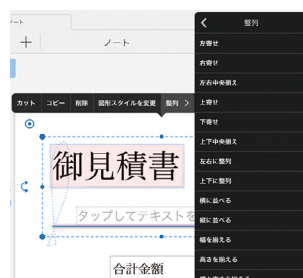 ノート
ノート
カット コピー 削除 図形スタイルを変更 整列
御見積書
タップしてテキストを
合計金額
整列
左寄せ
右寄せ
左右中央揃え
上寄せ
下寄せ
上下中央揃え
左右に整列
上下に整列
横に並べる
縦に並べる
幅を揃える
高さを揃える